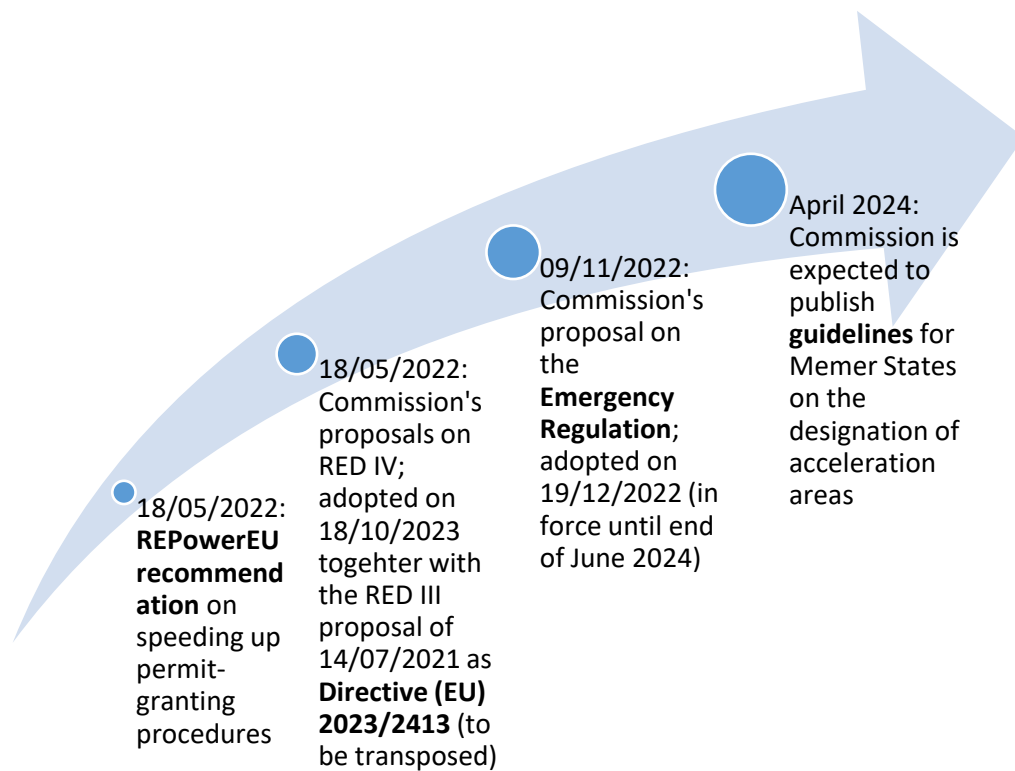 18/05/2022:
REPowerEU
recommend
ation on
speeding up
permit-
granting
procedures
18/05/2022:
Commission's
proposals on
RED IV;
adopted on
18/10/2023
togehter with
the RED III
proposal of
14/07/2021 as
Directive (EU)
2023/2413 (to
be transposed)
09/11/2022:
Commission's
proposal on
the
Emergency
Regulation;
adopted on
19/12/2022 (in
force until end
of June 2024)
April 2024:
Commission is
expected to
publish
guidelines for
Memer States
on the
designation of
acceleration
areas